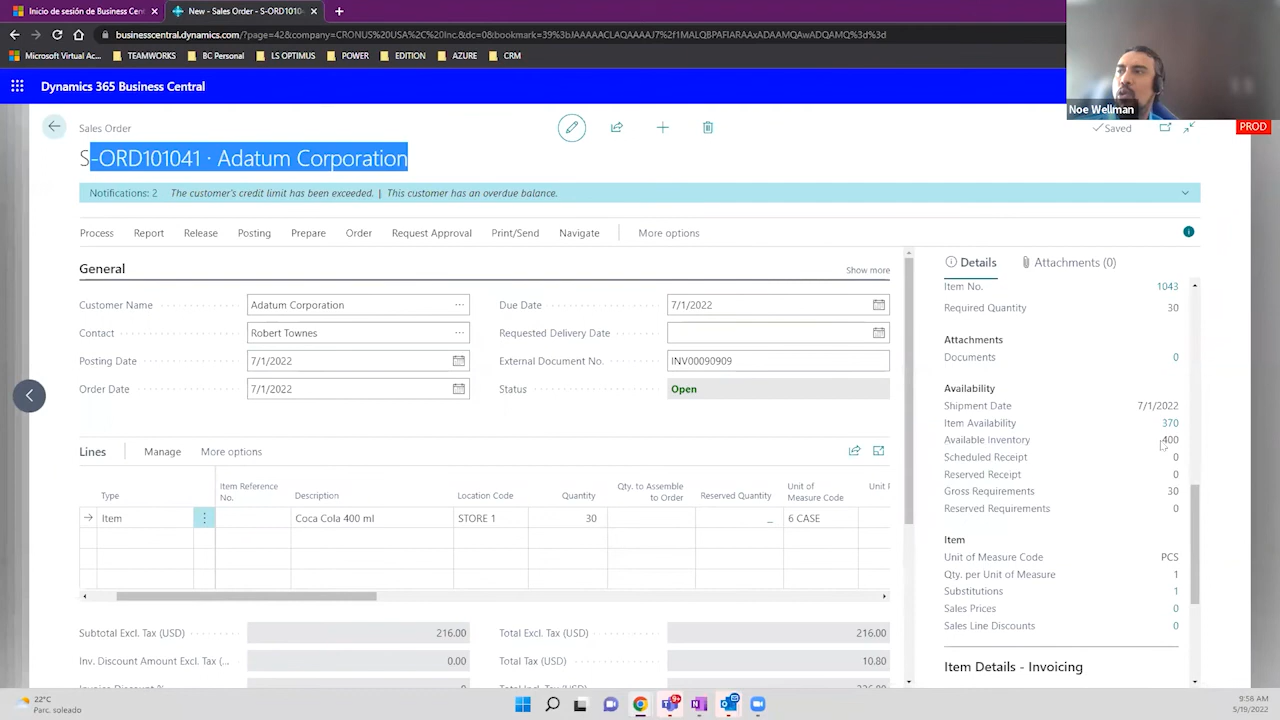 Inicio de sesión de Business Cent
New - Sales Order - S-ORD1010
businesscentral.dynamics.com/?page=42&company=CRONUS%20USA%2C%20Inc.&dc=0&bookmark=39%3bJAAAAACLAQAAAAJ7%2f1MALQBPAFIARAAxADAAMQAwADQAMQ%3d%3d
Microsoft Virtual Ac...
TEAMWORKS
BC Personal
LS OPTIMUS
POWER
EDITION
AZURE
CRM
Noe Wellman
Dynamics 365 Business Central
Sales Order
Saved
PROD
S-ORD101041 · Adatum Corporation
Notifications: 2 The customer's credit limit has been exceeded. | This customer has an overdue balance.
Process Report Release Posting Prepare Order Request Approval Print/Send Navigate More options
General
Show more
Customer Name Adatum Corporation
Due Date 7/1/2022
Contact Robert Townes
Requested Delivery Date
Posting Date 7/1/2022
External Document No. INV00090909
Order Date 7/1/2022
Status Open
Lines Manage More options
Type
Item Reference No.
Description
Location Code
Quantity
Qty. to Assemble to Order
Reserved Quantity
Unit of Measure Code
Unit P
Item Coca Cola 400 ml STORE 1 30 _ 6 CASE
Subtotal Excl. Tax (USD) 216.00
Total Excl. Tax (USD) 216.00
Inv. Discount Amount Excl. Tax (... 0.00
Total Tax (USD) 10.80
Details Attachments (0)
Item No. 1043
Required Quantity 30
Attachments
Documents 0
Availability
Shipment Date 7/1/2022
Item Availability 370
Available Inventory 400
Scheduled Receipt 0
Reserved Receipt 0
Gross Requirements 30
Reserved Requirements 0
Item
Unit of Measure Code PCS
Qty. per Unit of Measure 1
Substitutions 1
Sales Prices 0
Sales Line Discounts 0
Item Details - Invoicing
22°C
Parc. soleado
9:56 AM
5/19/2022